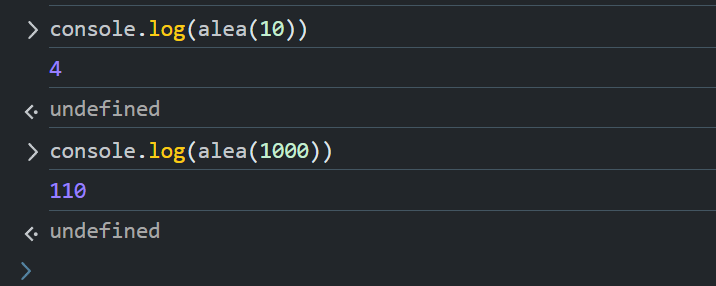 console.log(alea(10))
4
undefined
console.log(alea(1000))
110
undefined